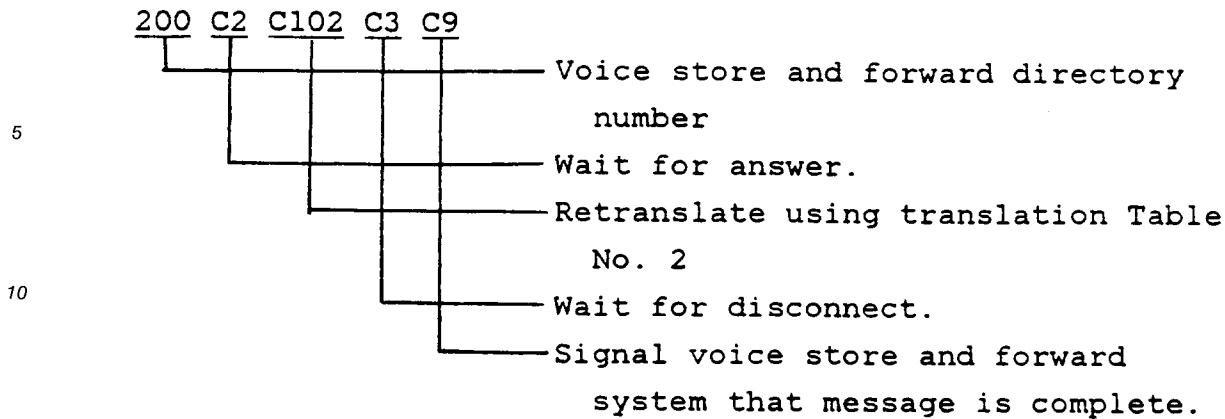 200 C2 C102 C3 C9
Voice store and forward directory
5
number
Wait for answer.
Retranslate using translation Table
No. 2
10
Wait for disconnect.
Signal voice store and forward
system that message is complete.